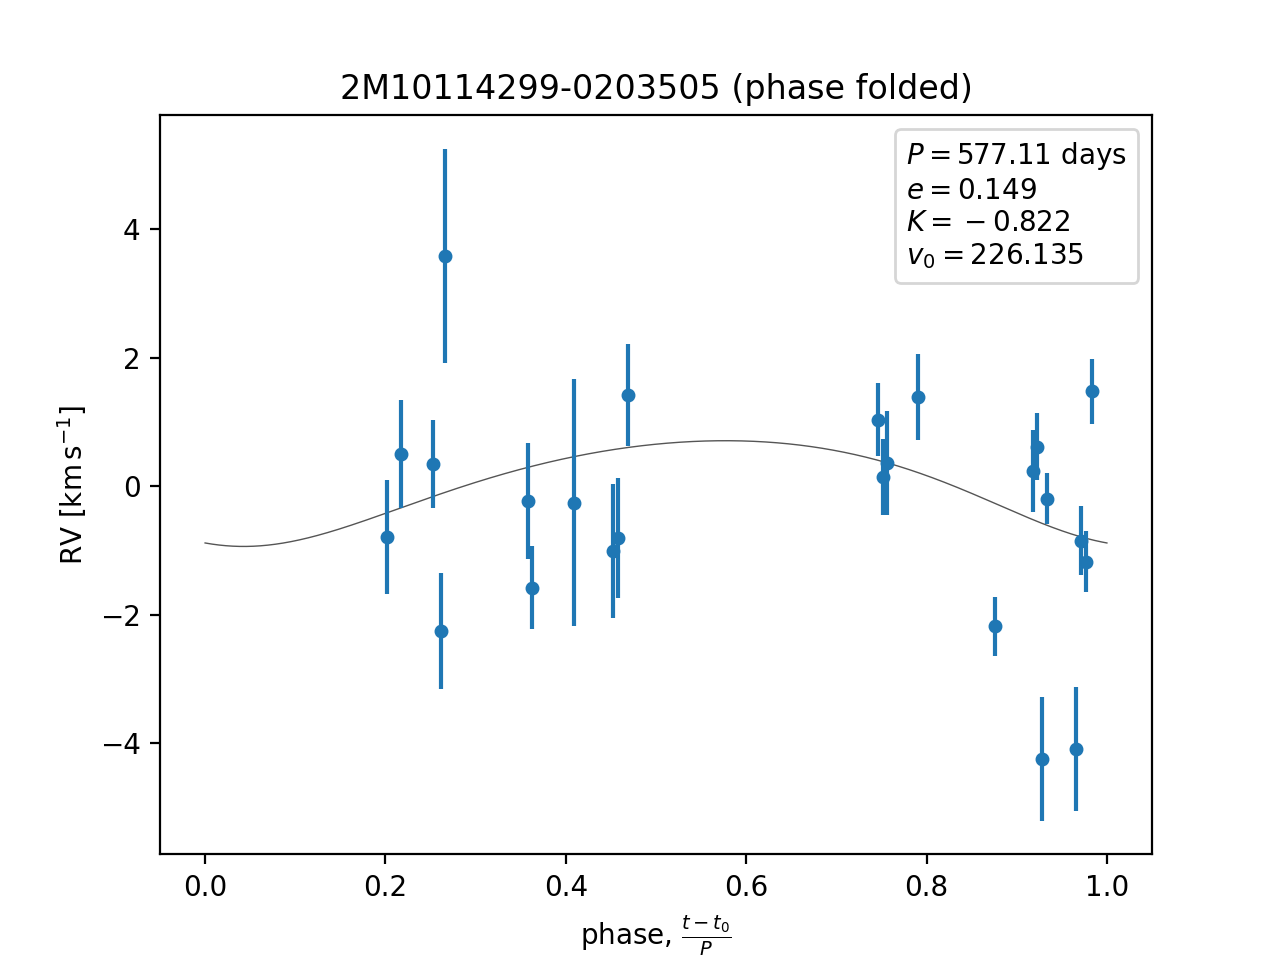 2M10114299-0203505 (phase folded)
P = 577.11 days
e = 0.149
K = −0.822
v₀ = 226.135
RV [km s⁻¹]
4
2
0
−2
−4
0.0 0.2 0.4 0.6 0.8 1.0
phase, (t − t₀)/P